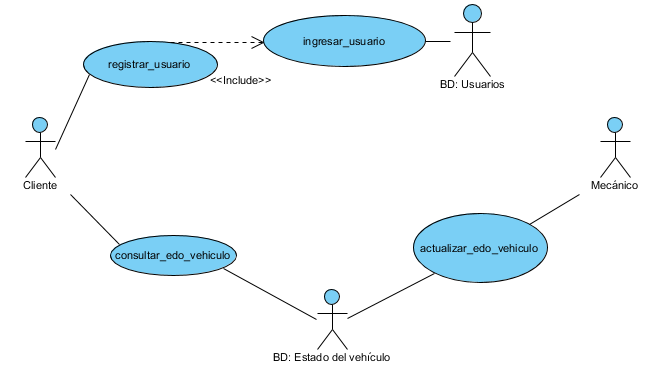 ingresar_usuario
registrar_usuario
<<Include>>
BD: Usuarios
Cliente
Mecánico
consultar_edo_vehiculo
actualizar_edo_vehiculo
BD: Estado del vehículo